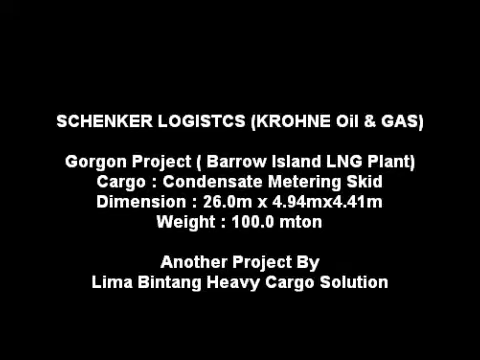 SCHENKER LOGISTCS (KROHNE Oil & GAS)
Gorgon Project ( Barrow Island LNG Plant)
Cargo : Condensate Metering Skid
Dimension : 26.0m x 4.94mx4.41m
Weight : 100.0 mton
Another Project By
Lima Bintang Heavy Cargo Solution